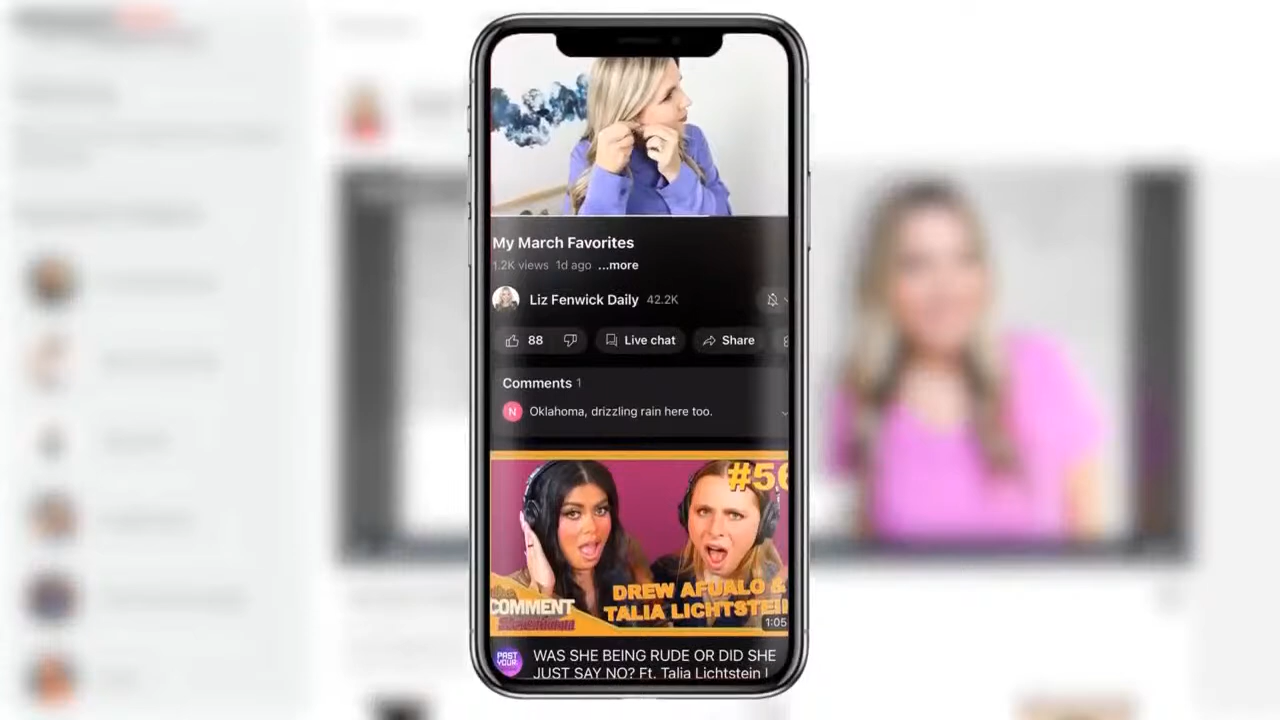 My March Favorites
1.2K views 1d ago ...more
Liz Fenwick Daily 42.2K
88 Live chat Share
Comments 1
N Oklahoma, drizzling rain here too.
#56
DREW AFUALO &
COMMENT TALIA LICHTSTEIN
1:05
PAST YOUR WAS SHE BEING RUDE OR DID SHE
JUST SAY NO? Ft. Talia Lichtstein |